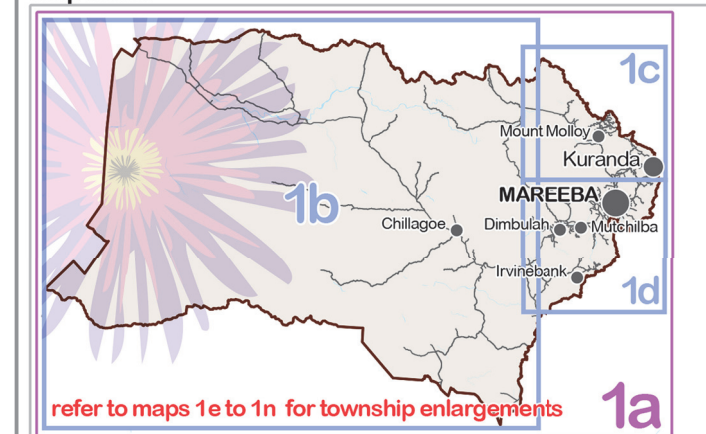 1c
Mount Molloy
Kuranda
MAREEBA
1b
Chillagoe
Dimbulah
Mutchilba
Irvinebank
1d
refer to maps 1e to 1n for township enlargements
1a